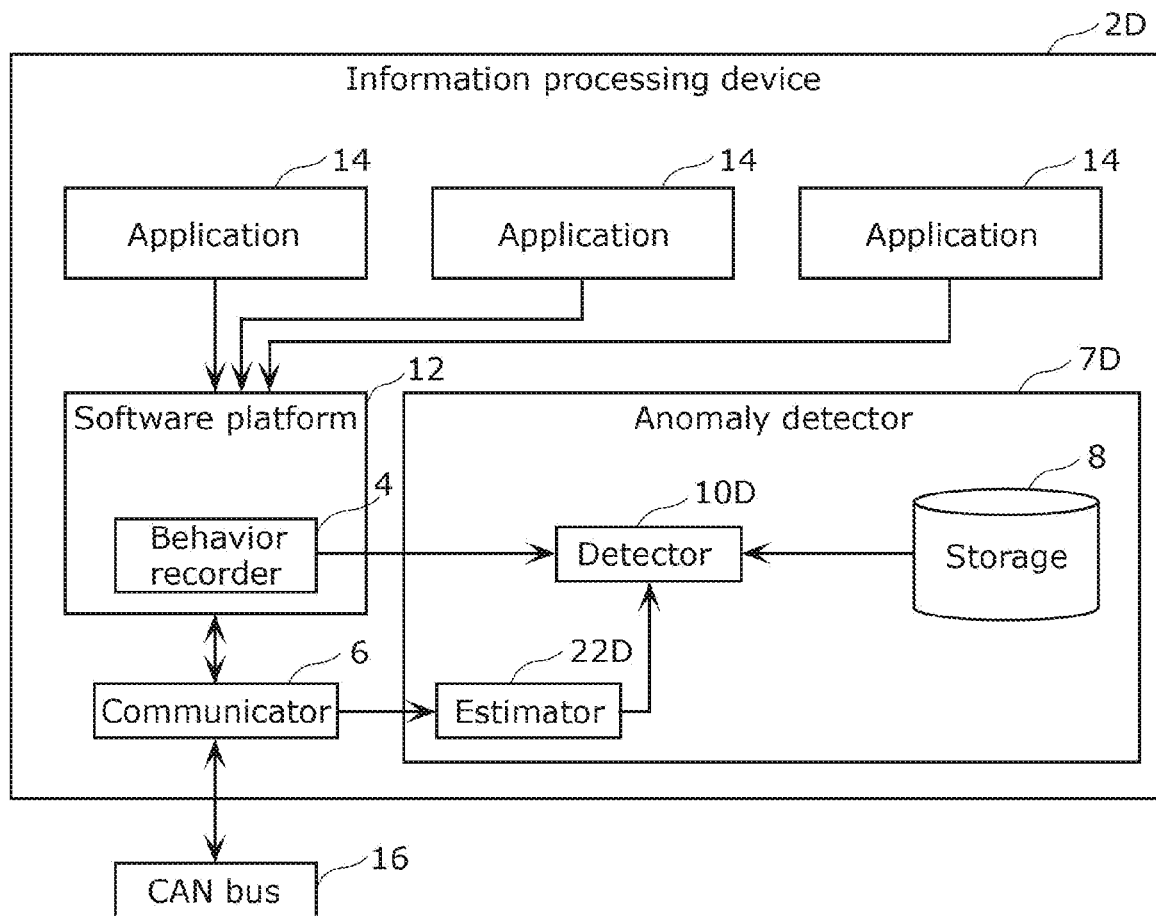 2D
Information processing device
14
14
14
Application
Application
Application
12
7D
Software platform
Anomaly detector
4
10D
8
Behavior
recorder
Detector
Storage
6
22D
Communicator
Estimator
16
CAN bus